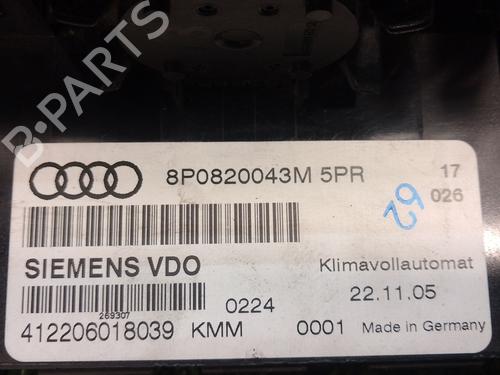 B-PARTS
8P0820043M 5PR
17
026
62
SIEMENS VDO
Klimavollautomat
269307
0224
22.11.05
412206018039 KMM
0001 Made in Germany